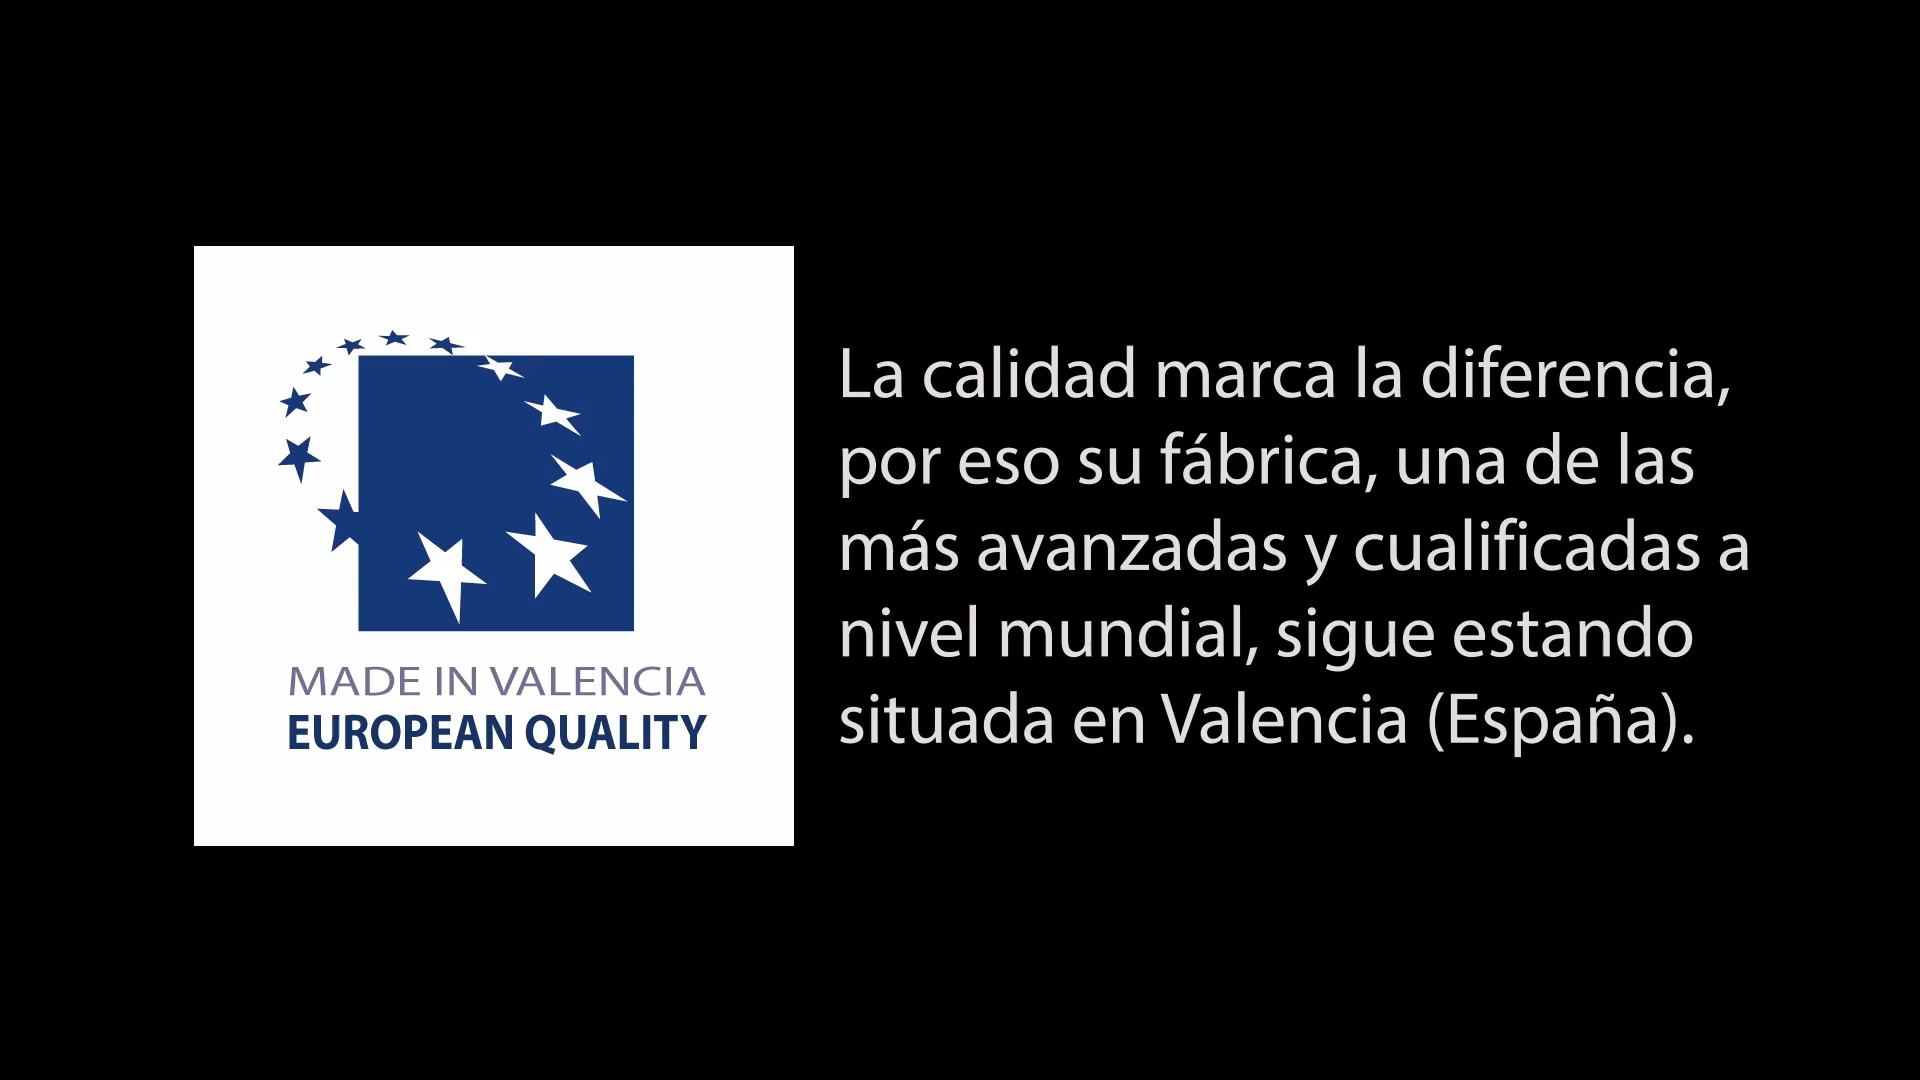 MADE IN VALENCIA
EUROPEAN QUALITY
La calidad marca la diferencia,
por eso su fábrica, una de las
más avanzadas y cualificadas a
nivel mundial, sigue estando
situada en Valencia (España).